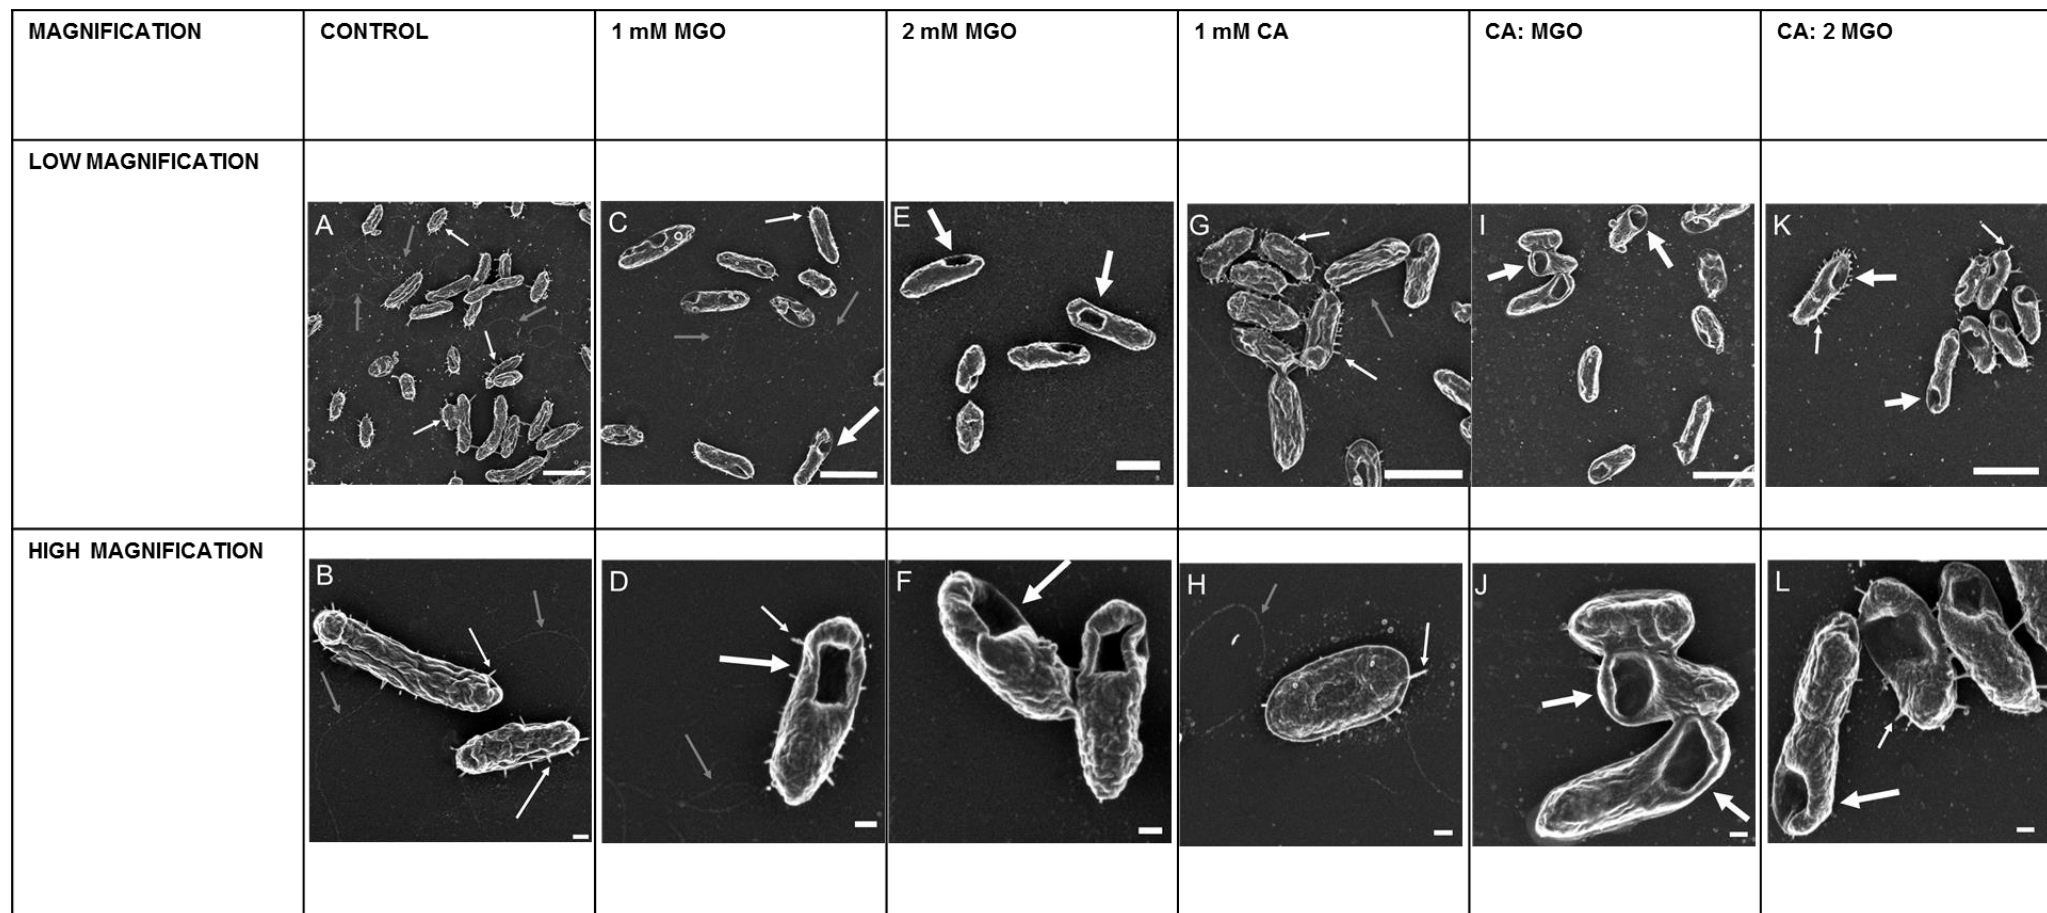 MAGNIFICATION CONTROL 1 mM MGO 2 mM MGO 1 mM CA CA: MGO CA: 2 MGO
LOW MAGNIFICATION
A C E G I K
HIGH MAGNIFICATION
B D F H J L